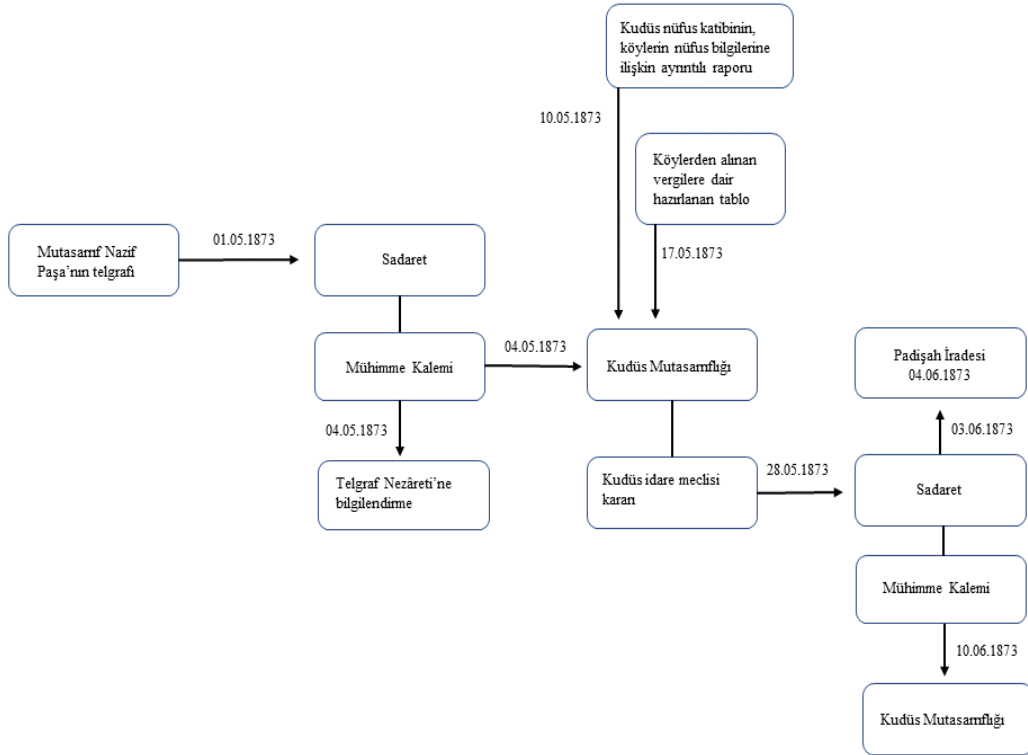 Kudüs nüfus katibinin,
köylerin nüfus bilgilerine
ilişkin ayrıntılı raporu
10.05.1873
Köylerden alınan
vergilere dair
hazırlanan tablo
17.05.1873
Mutasarrıf Nazif
Paşa’nın telgrafı
01.05.1873
Sadaret
Mühimme Kalemi
04.05.1873
04.05.1873
Telgraf Nezâreti’ne
bilgilendirme
Kudüs Mutasarrıflığı
Kudüs idare meclisi
kararı
28.05.1873
Padişah İradesi
04.06.1873
03.06.1873
Sadaret
Mühimme Kalemi
10.06.1873
Kudüs Mutasarrıflığı